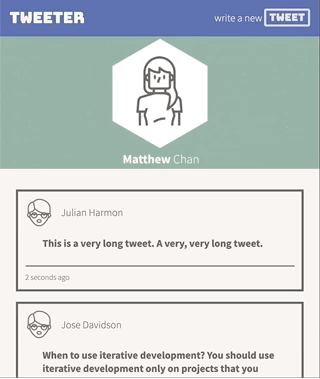 TWEETER
write a new TWEET
Matthew Chan
Julian Harmon
This is a very long tweet. A very, very long tweet.
2 seconds ago
Jose Davidson
When to use iterative development? You should use
iterative development only on projects that you